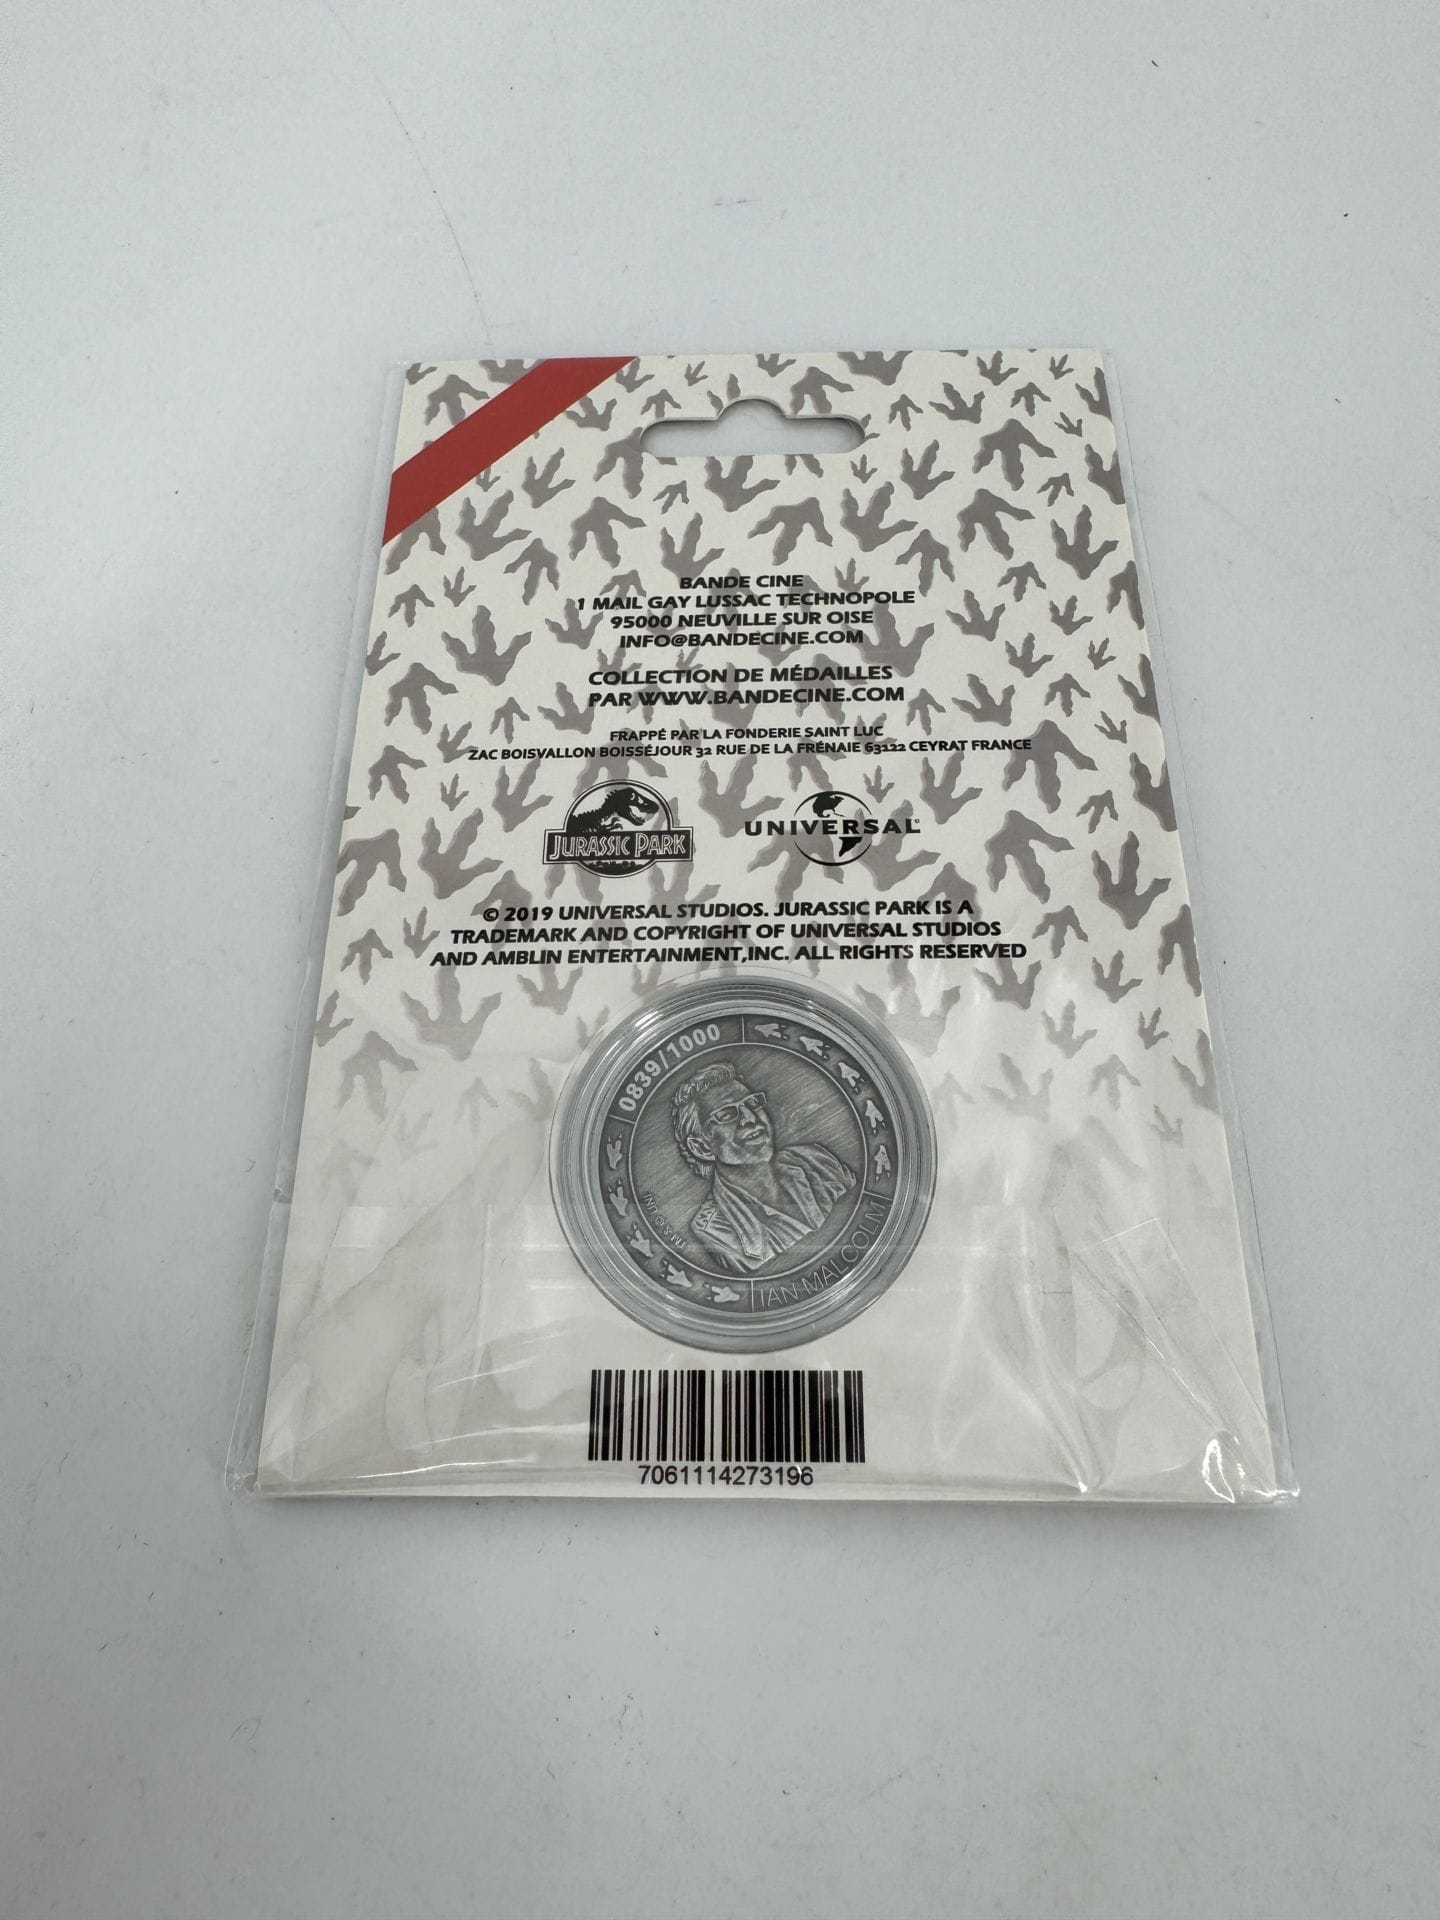 BANDE CINE
1 MAIL GAY LUSSAC TECHNOPOLE
95000 NEUVILLE SUR OISE
INFO@BANDECINE.COM
COLLECTION DE MÉDAILLES
PAR WWW.BANDECINE.COM
FRAPPÉ PAR LA FONDERIE SAINT LUC
ZAC BOISVALLON BOISSÉJOUR 32 RUE DE LA FRÉNAIE 63122 CEYRAT FRANCE
JURASSIC PARK
UNIVERSAL
© 2019 UNIVERSAL STUDIOS. JURASSIC PARK IS A
TRADEMARK AND COPYRIGHT OF UNIVERSAL STUDIOS
AND AMBLIN ENTERTAINMENT,INC. ALL RIGHTS RESERVED
0839/1000
TM & © UNI
IAN MALCOLM
7061114273196